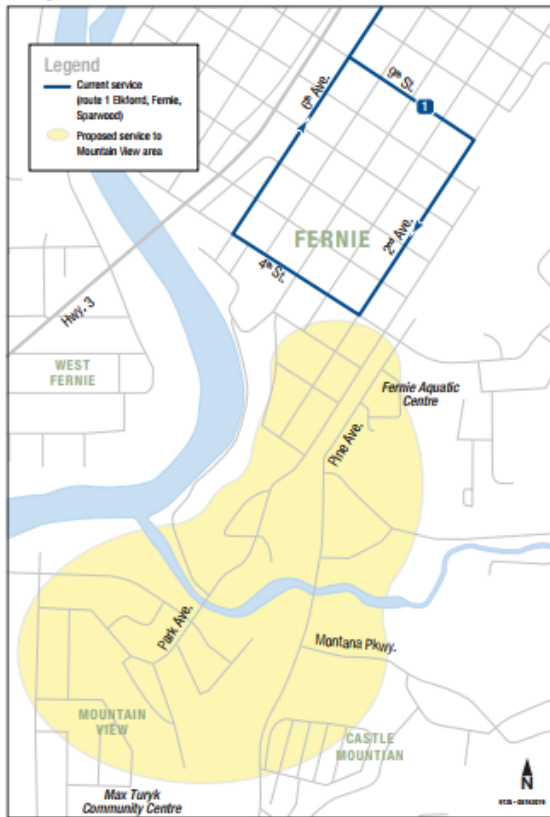 Legend
Current service
(route 1 Elkford, Fernie,
Sparwood)
Proposed service to
Mountain View area
6th Ave.
9th St.
1
FERNIE
2nd Ave.
4th St.
Hwy. 3
WEST
FERNIE
Fernie Aquatic
Centre
Pine Ave.
Park Ave.
Montana Pkwy.
MOUNTAIN
VIEW
CASTLE
MOUNTIAN
Max Turyk
Community Centre
N